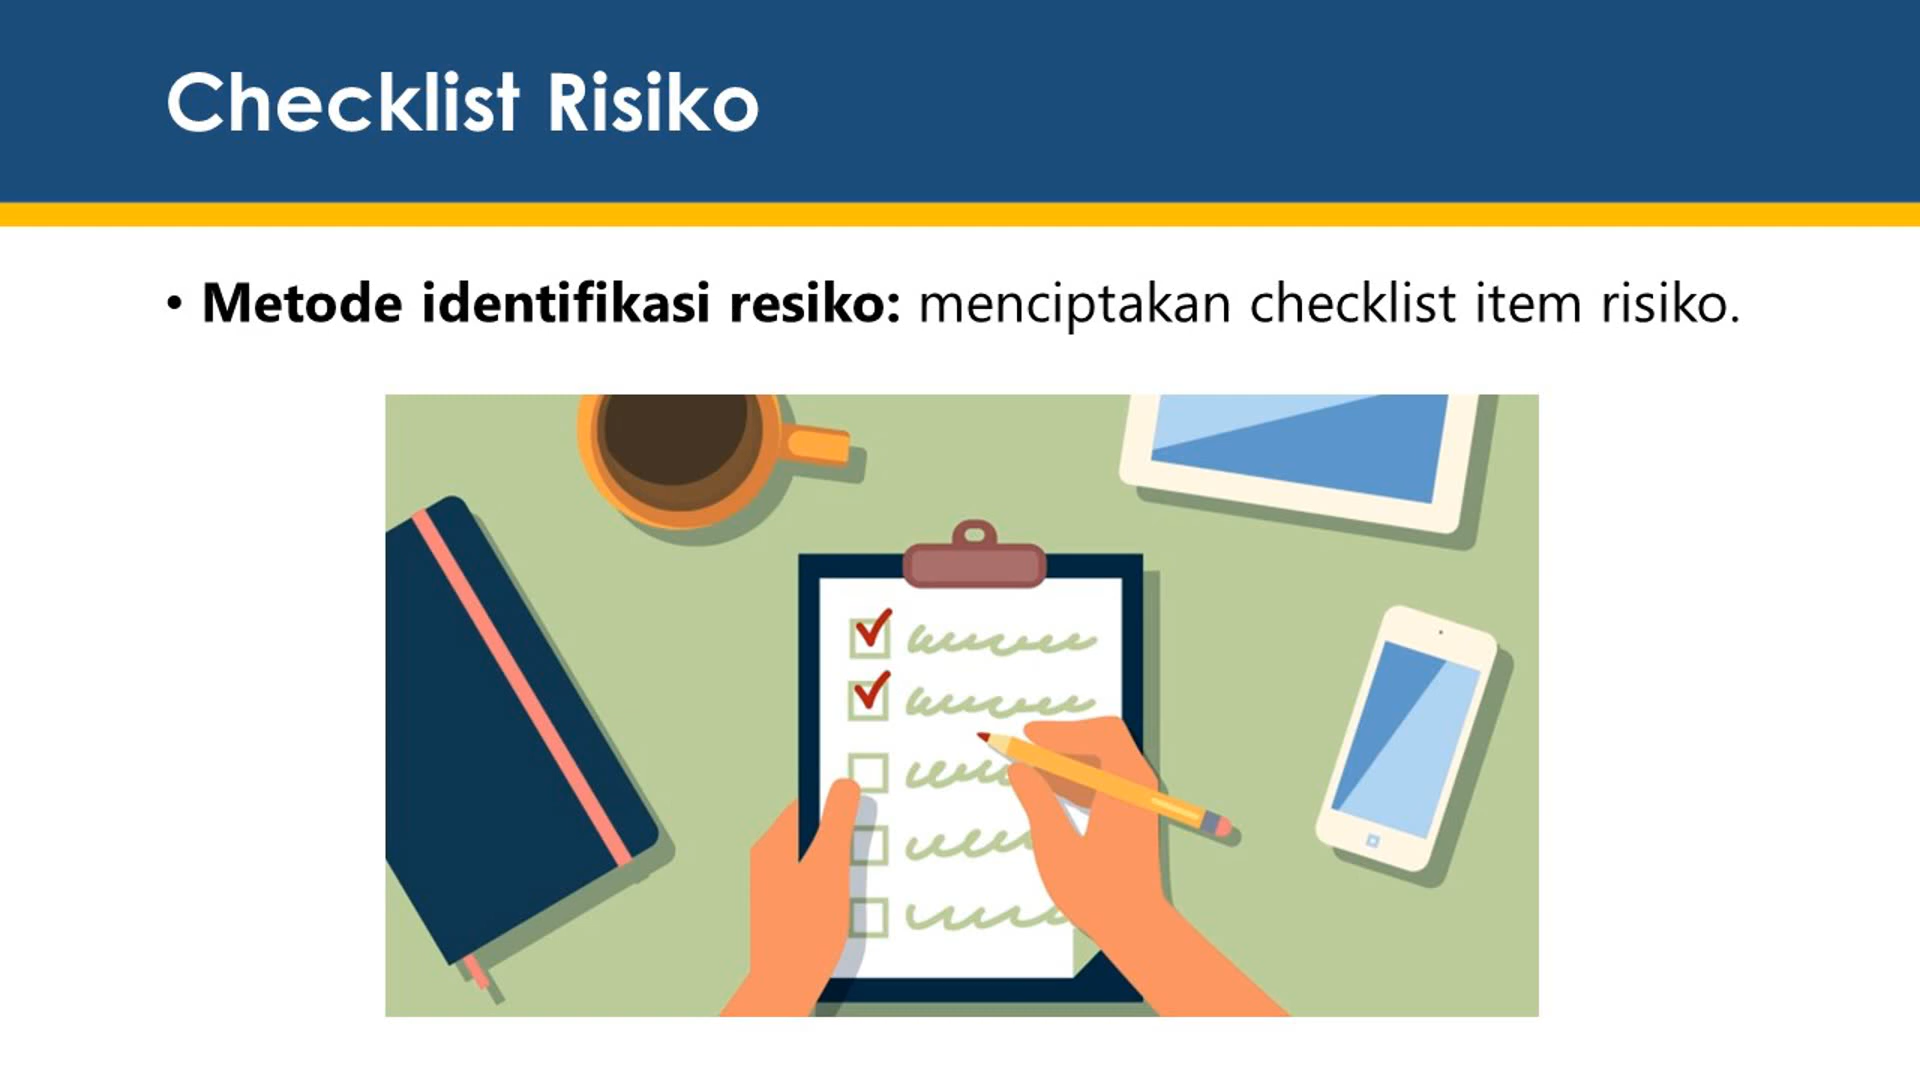 Checklist Risiko
• Metode identifikasi resiko: menciptakan checklist item risiko.